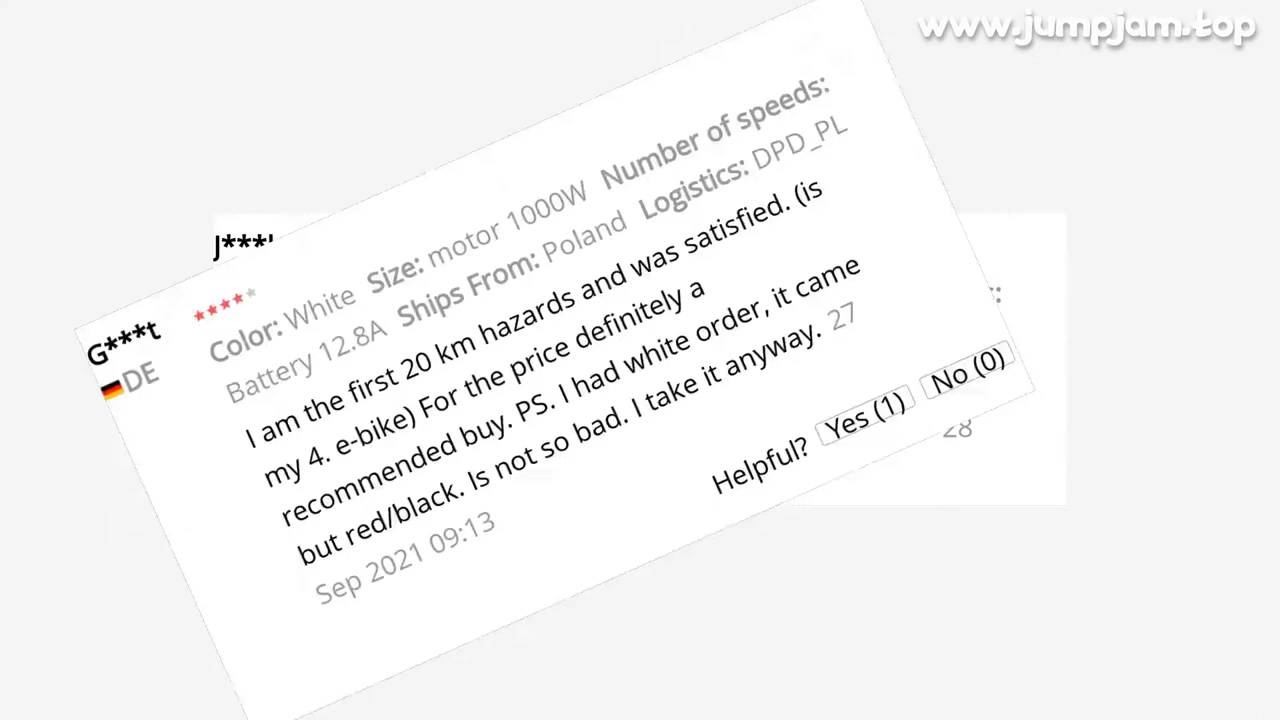 www.jumpjam.top
J***
G***t
DE
Color: White Size: motor 1000W Number of speeds:
Battery 12.8A Ships From: Poland Logistics: DPD_PL
I am the first 20 km hazards and was satisfied. (is
my 4. e-bike) For the price definitely a
recommended buy. PS. I had white order, it came
but red/black. Is not so bad. I take it anyway. 27
Sep 2021 09:13
Helpful? Yes (1) No (0)
28